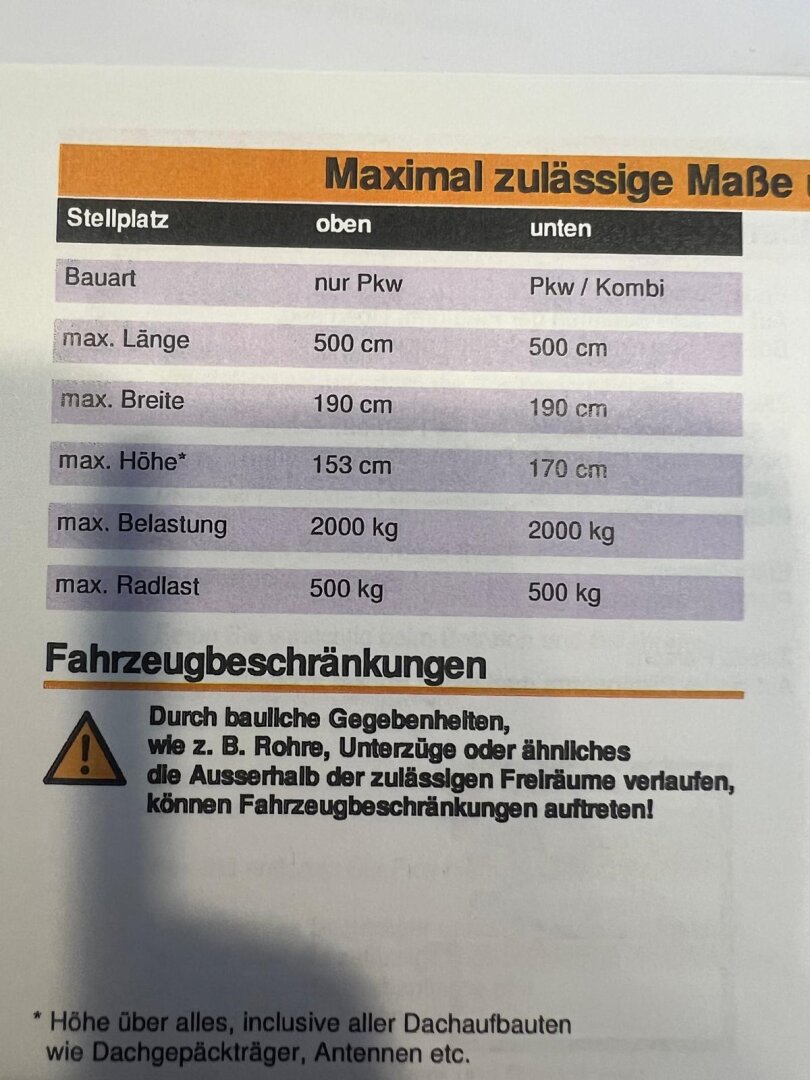 Maximal zulässige Maße
Stellplatz oben unten
Bauart nur Pkw Pkw / Kombi
max. Länge 500 cm 500 cm
max. Breite 190 cm 190 cm
max. Höhe* 153 cm 170 cm
max. Belastung 2000 kg 2000 kg
max. Radlast 500 kg 500 kg
Fahrzeugbeschränkungen
Durch bauliche Gegebenheiten,
wie z. B. Rohre, Unterzüge oder ähnliches
die Ausserhalb der zulässigen Freiräume verlaufen,
können Fahrzeugbeschränkungen auftreten!
* Höhe über alles, inclusive aller Dachaufbauten
wie Dachgepäckträger, Antennen etc.